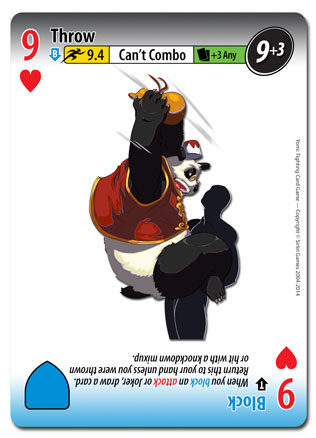 9
Throw
B 9.4 Can't Combo +3 Any 9+3
Yomi: Fighting Card Game — Copyright © Sirlin Games 2004-2014
9
Block
When you block an attack or Joker, draw a card.
Return this to your hand unless you were thrown
or hit with a knockdown mixup.